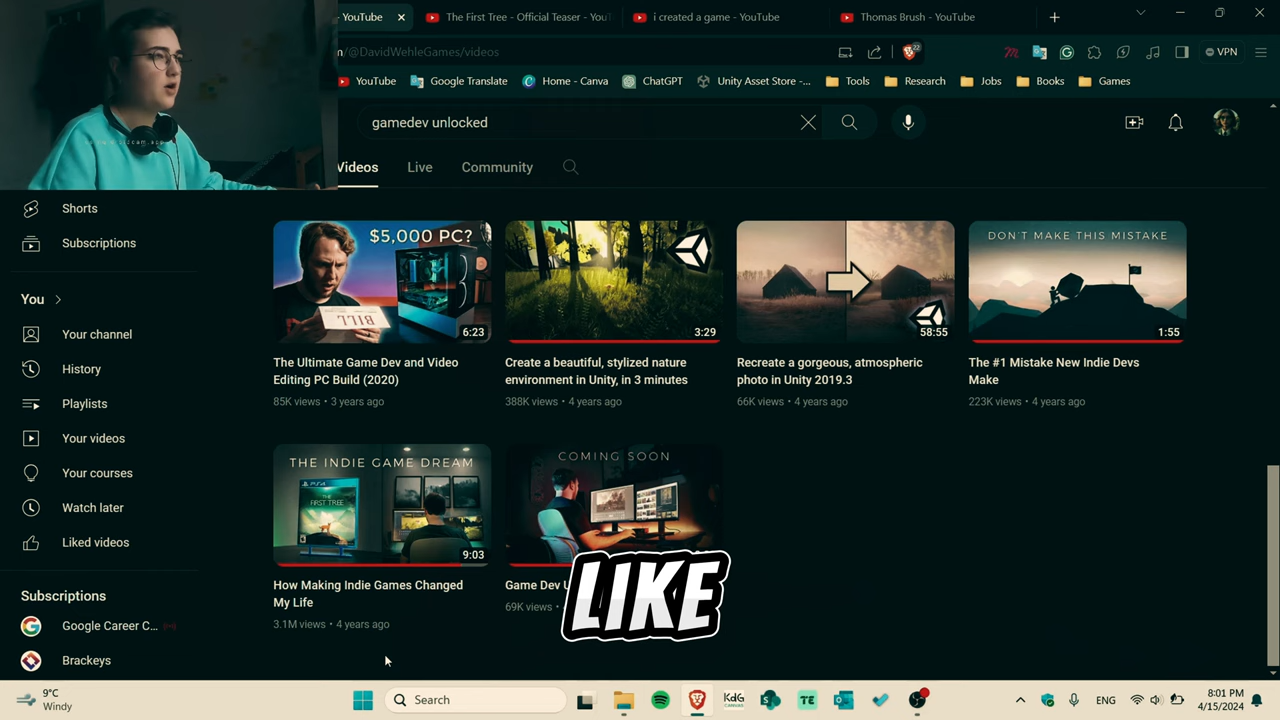 YouTube
The First Tree - Official Teaser - You
i created a game - YouTube
Thomas Brush - YouTube
/@DavidWehleGames/videos
22
VPN
YouTube
Google Translate
Home - Canva
ChatGPT
Unity Asset Store -...
Tools
Research
Jobs
Books
Games
gamedev unlocked
Videos
Live
Community
Shorts
Subscriptions
You
Your channel
History
Playlists
Your videos
Your courses
Watch later
Liked videos
Subscriptions
Google Career C...
Brackeys
$5,000 PC?
BILL
6:23
The Ultimate Game Dev and Video
Editing PC Build (2020)
85K views • 3 years ago
3:29
Create a beautiful, stylized nature
environment in Unity, in 3 minutes
388K views • 4 years ago
58:55
Recreate a gorgeous, atmospheric
photo in Unity 2019.3
66K views • 4 years ago
DON'T MAKE THIS MISTAKE
1:55
The #1 Mistake New Indie Devs
Make
223K views • 4 years ago
THE INDIE GAME DREAM
PS4
THE
FIRST TREE
9:03
How Making Indie Games Changed
My Life
3.1M views • 4 years ago
COMING SOON
Game Dev U
69K views •
LIKE
9°C
Windy
Search
KdG
ENG
8:01 PM
4/15/2024